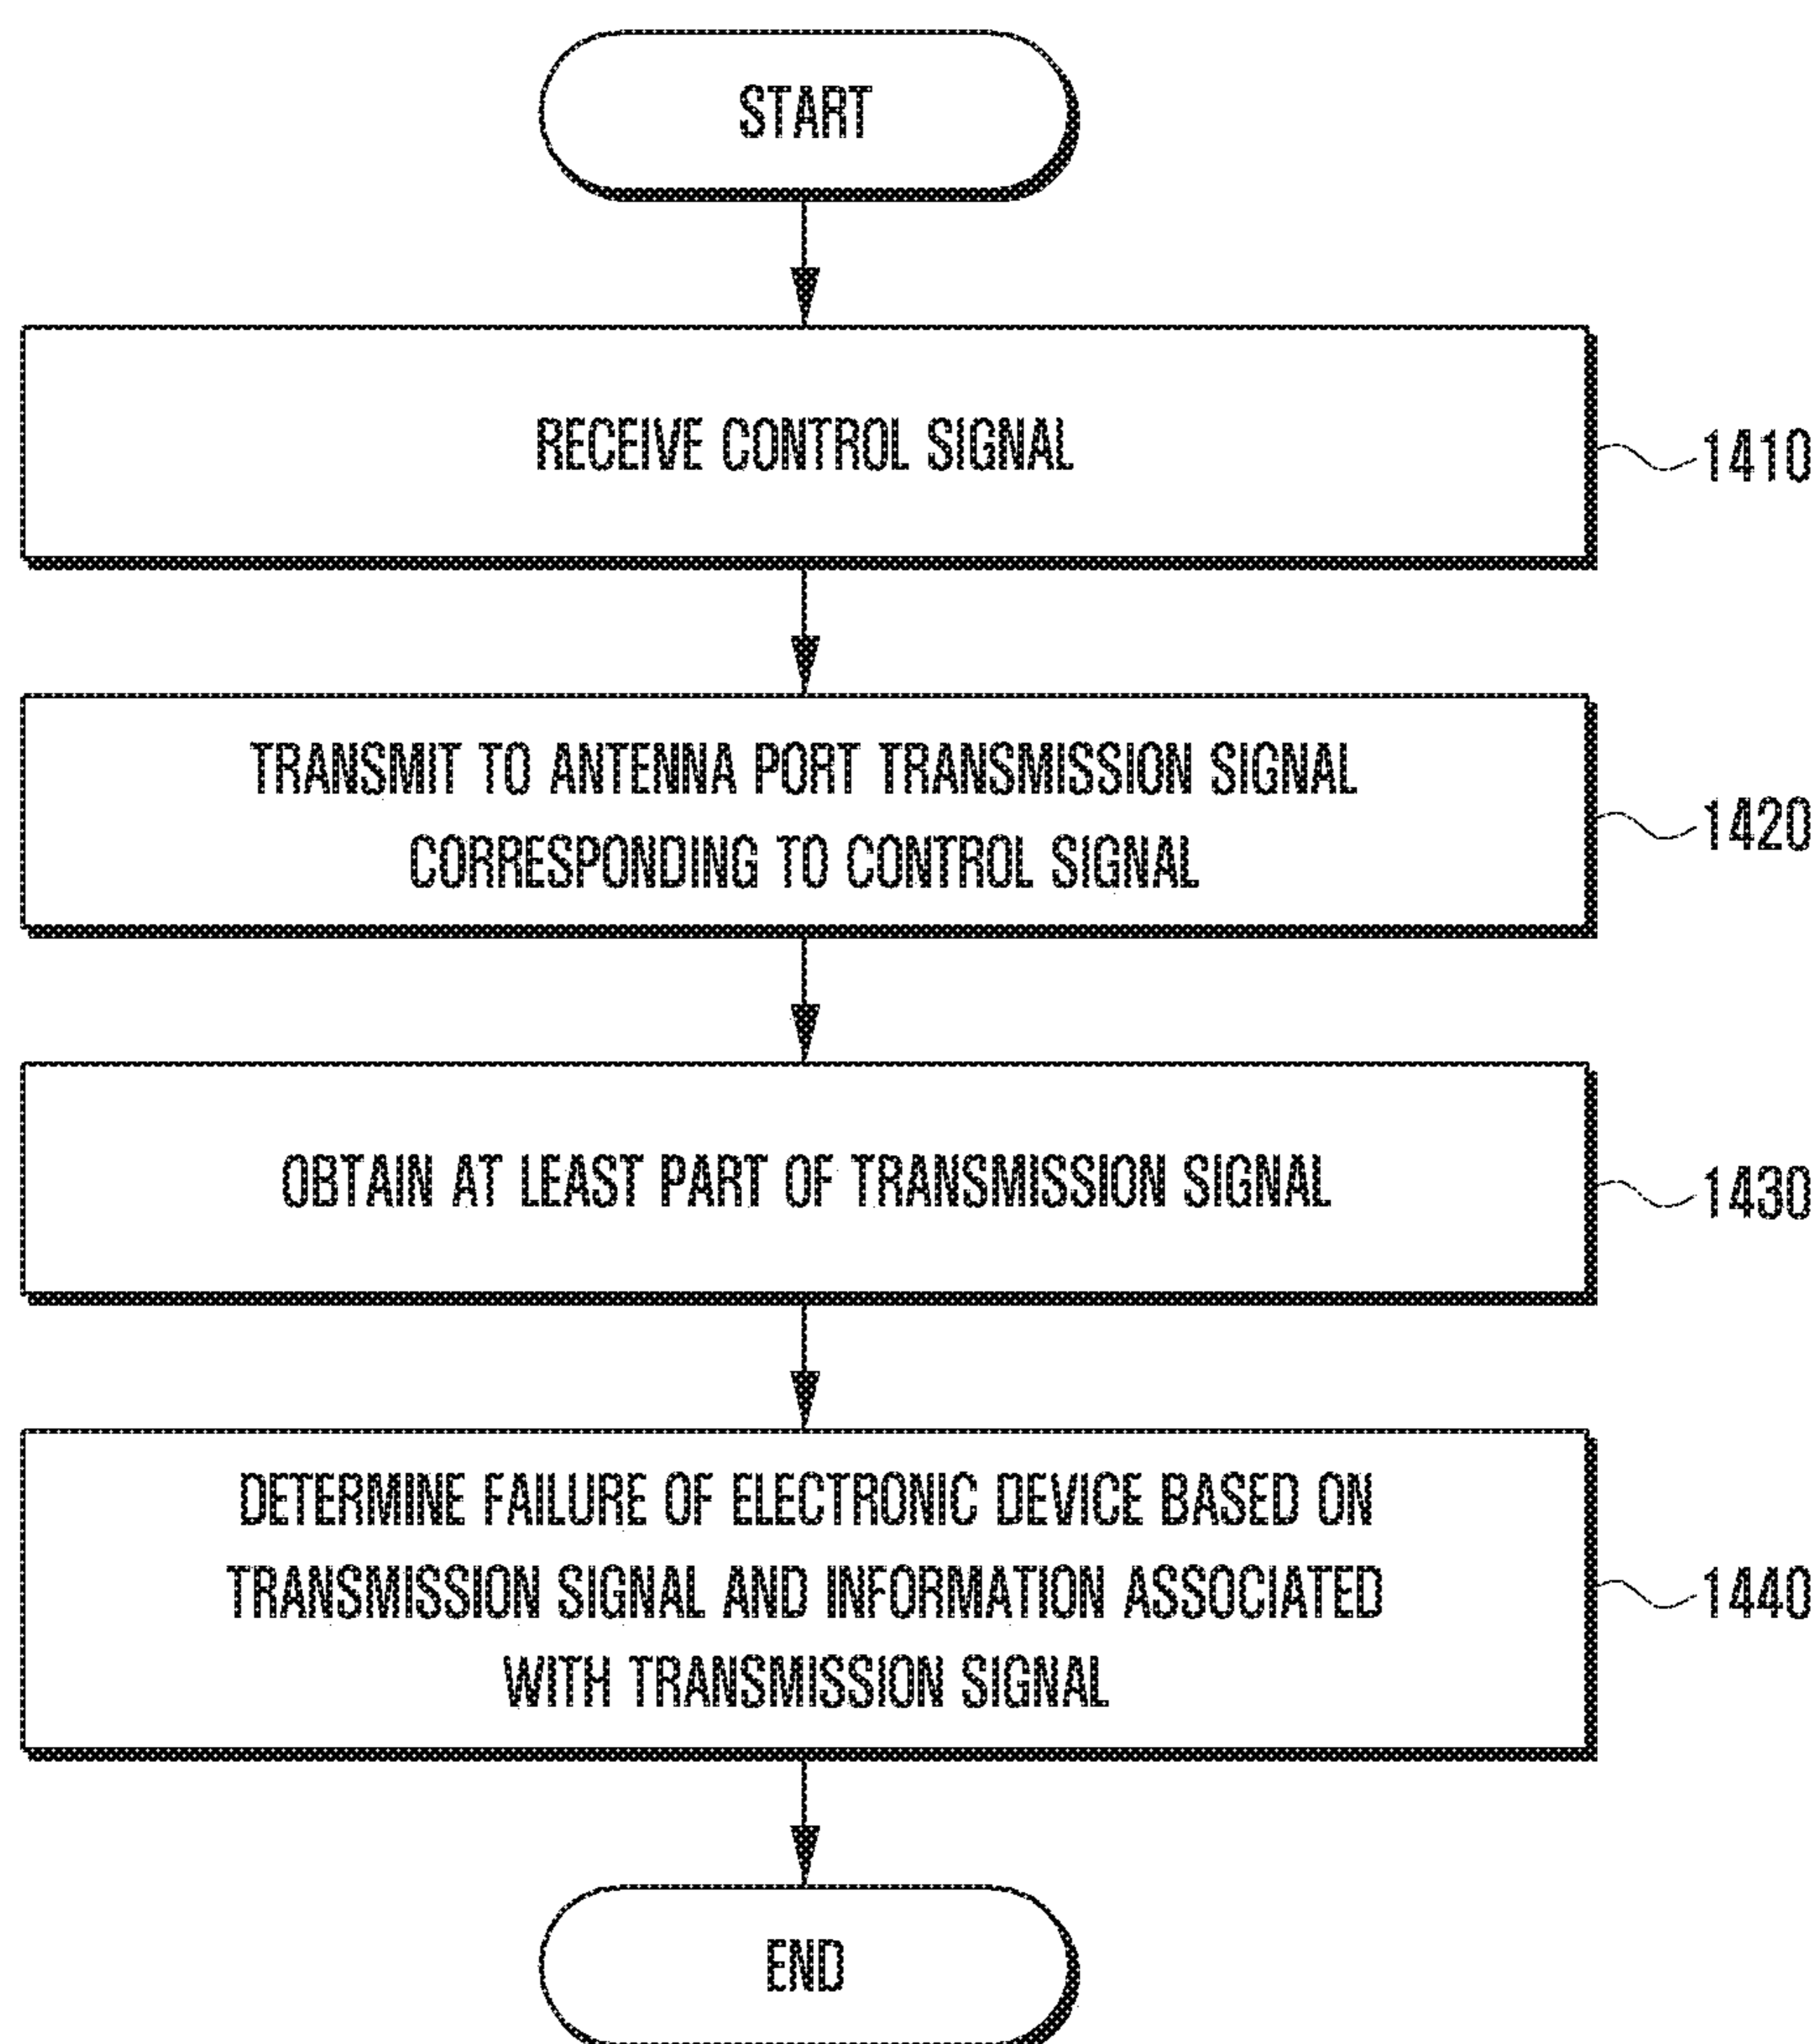 START
RECEIVE CONTROL SIGNAL
1410
TRANSMIT TO ANTENNA PORT TRANSMISSION SIGNAL
CORRESPONDING TO CONTROL SIGNAL
1420
OBTAIN AT LEAST PART OF TRANSMISSION SIGNAL
1430
DETERMINE FAILURE OF ELECTRONIC DEVICE BASED ON
TRANSMISSION SIGNAL AND INFORMATION ASSOCIATED
WITH TRANSMISSION SIGNAL
1440
END